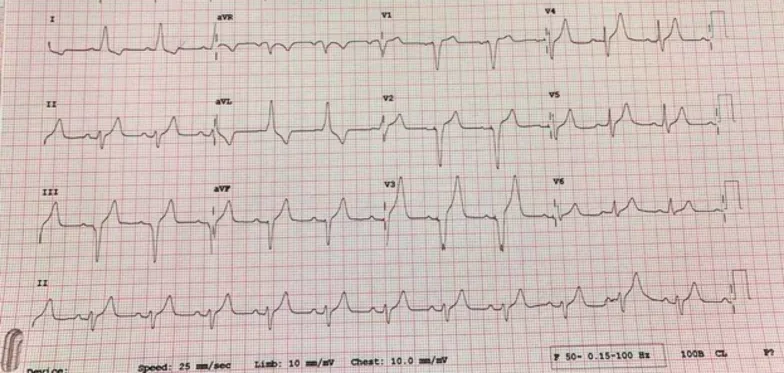 I aVR V1 V4
II aVL V2 V5
III aVF V3 V6
II
Device: Speed: 25 mm/sec Limb: 10 mm/mV Chest: 10.0 mm/mV F 50~ 0.15-100 Hz 100B CL P?